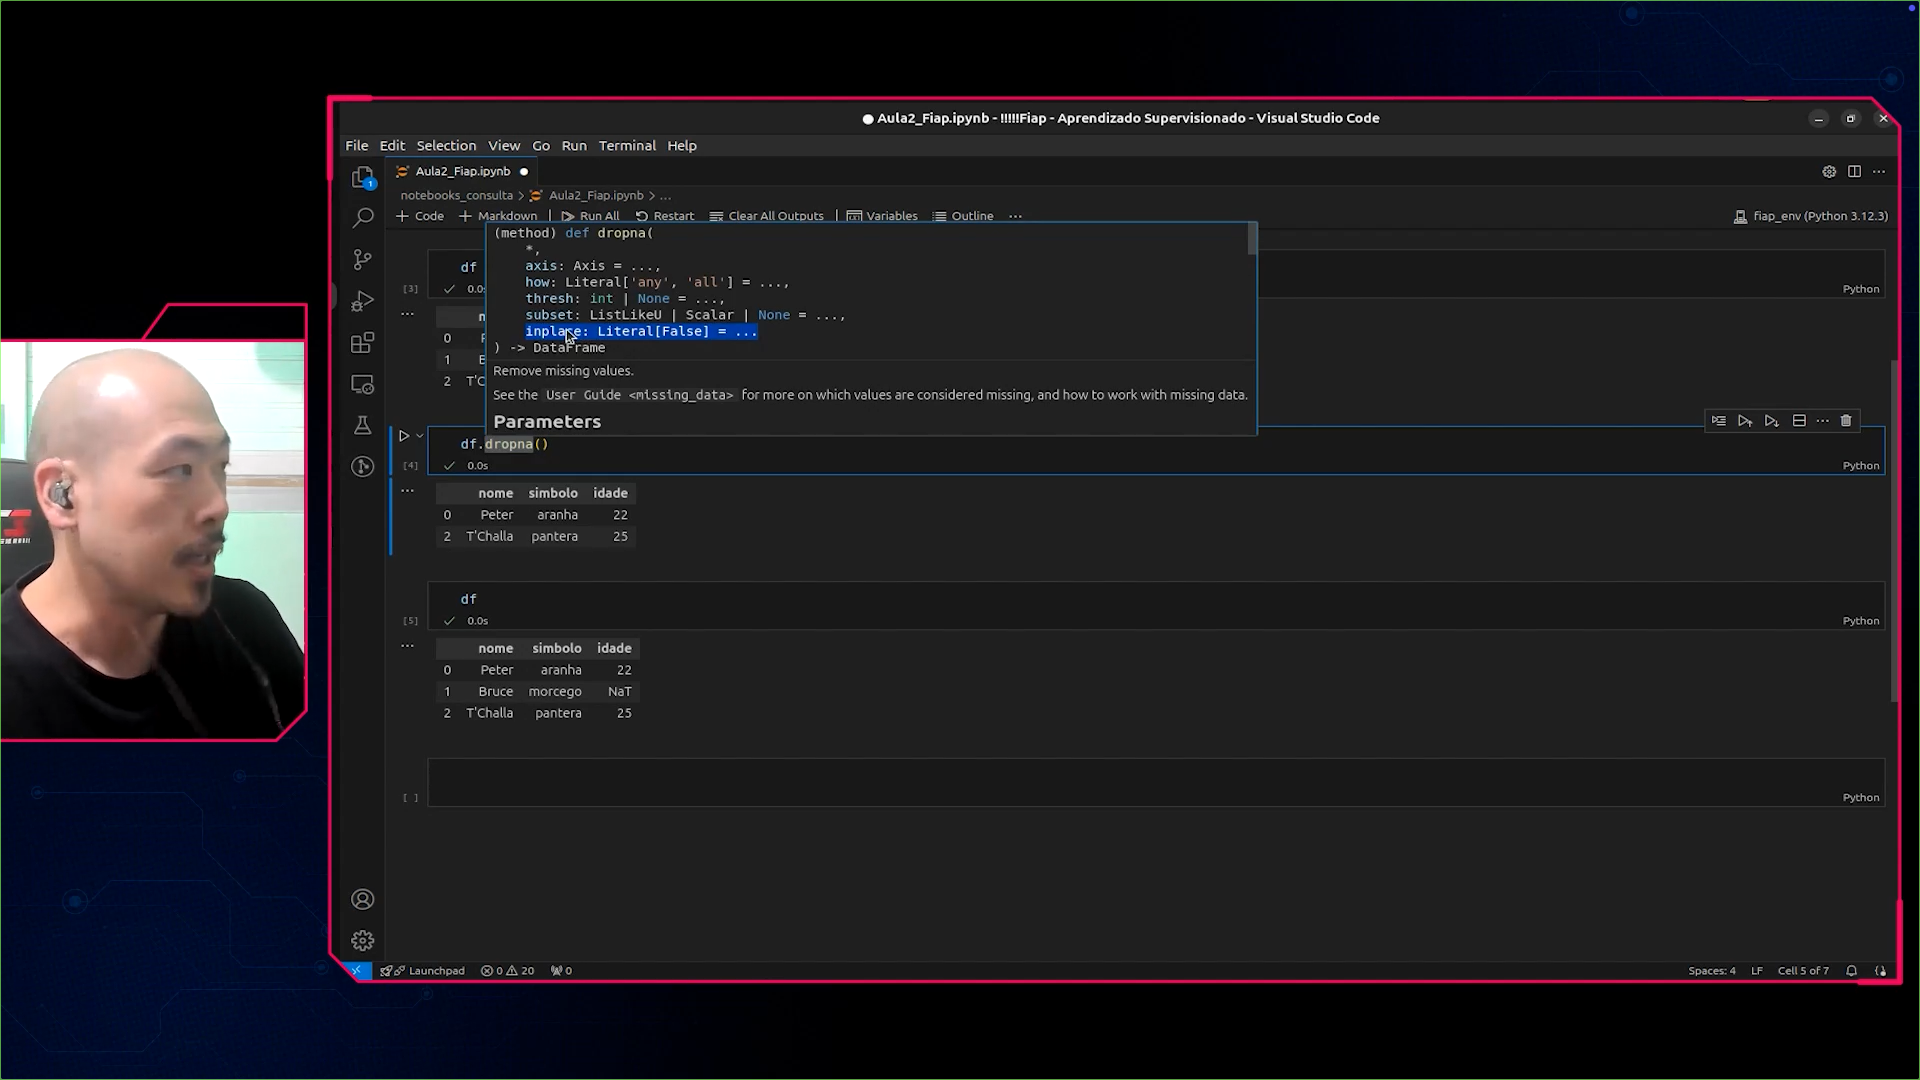 Aula2_Fiap.ipynb - !!!!!Fiap - Aprendizado Supervisionado - Visual Studio Code
File Edit Selection View Go Run Terminal Help
Aula2_Fiap.ipynb
1
notebooks_consulta > Aula2_Fiap.ipynb > ...
+ Code + Markdown Run All Restart Clear All Outputs Variables Outline ... fiap_env (Python 3.12.3)
(method) def dropna(
*,
axis: Axis = ...,
how: Literal['any', 'all'] = ...,
thresh: int | None = ...,
subset: ListLikeU | Scalar | None = ...,
inplace: Literal[False] = ...
) -> DataFrame
Remove missing values.
See the User Guide <missing_data> for more on which values are considered missing, and how to work with missing data.
Parameters
df
[3] 0.0s Python
0
1
2 T'C
df.dropna()
[4] 0.0s Python
nome simbolo idade
0 Peter aranha 22
2 T'Challa pantera 25
df
[5] 0.0s Python
nome simbolo idade
0 Peter aranha 22
1 Bruce morcego NaT
2 T'Challa pantera 25
[ ] Python
Launchpad 0 20 0 Spaces: 4 LF Cell 5 of 7